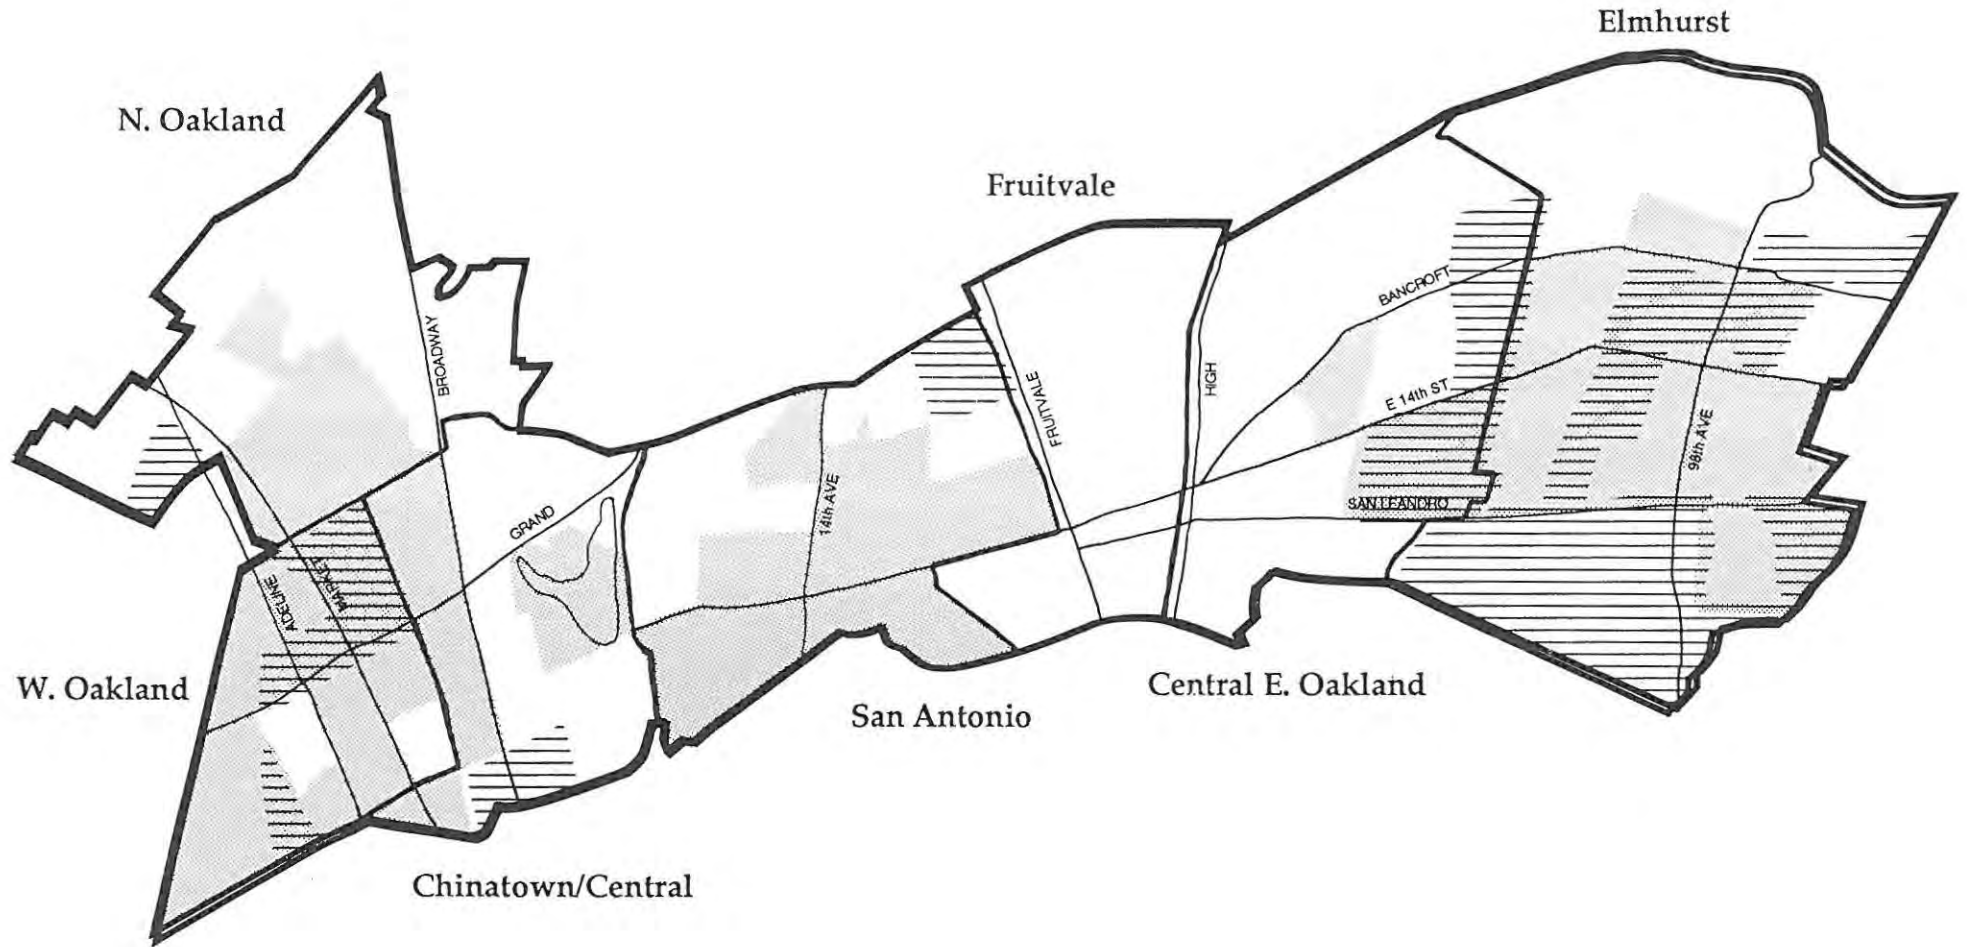 Elmhurst
N. Oakland
Fruitvale
BROADWAY
BANCROFT
FRUITVALE
HIGH
E 14th ST
98th AVE
14th AVE
GRAND
SAN LEANDRO
ADELINE
MARKET
W. Oakland
San Antonio
Central E. Oakland
Chinatown/Central